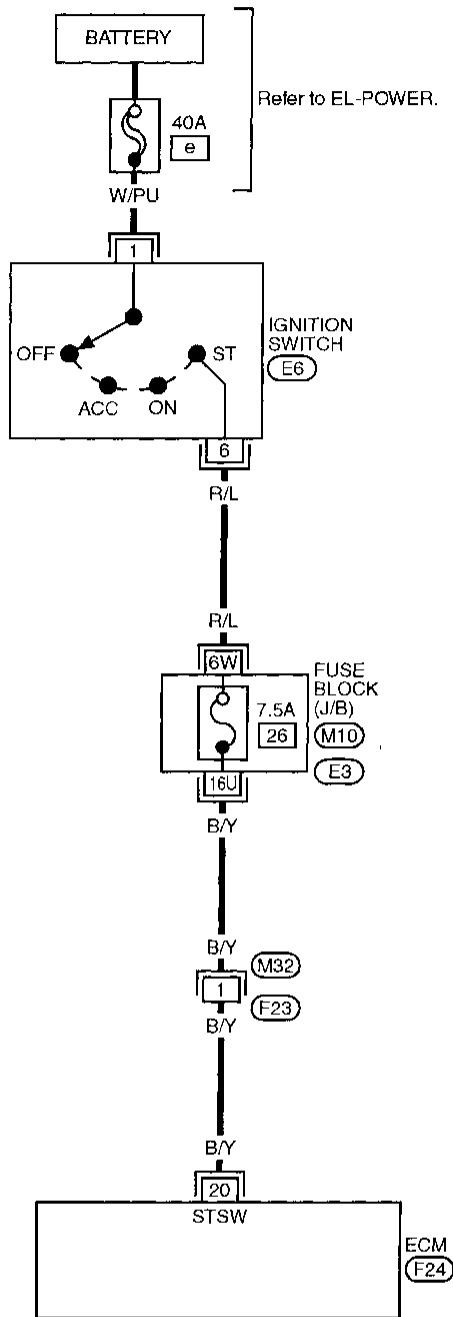 BATTERY
Refer to EL-POWER.
40A
e
W/PU
1
IGNITION
SWITCH
E6
OFF
ST
ACC
ON
6
R/L
R/L
6W
FUSE
BLOCK
(J/B)
7.5A
26
M10
E3
16U
B/Y
B/Y
M32
1
F23
B/Y
B/Y
20
STSW
ECM
F24